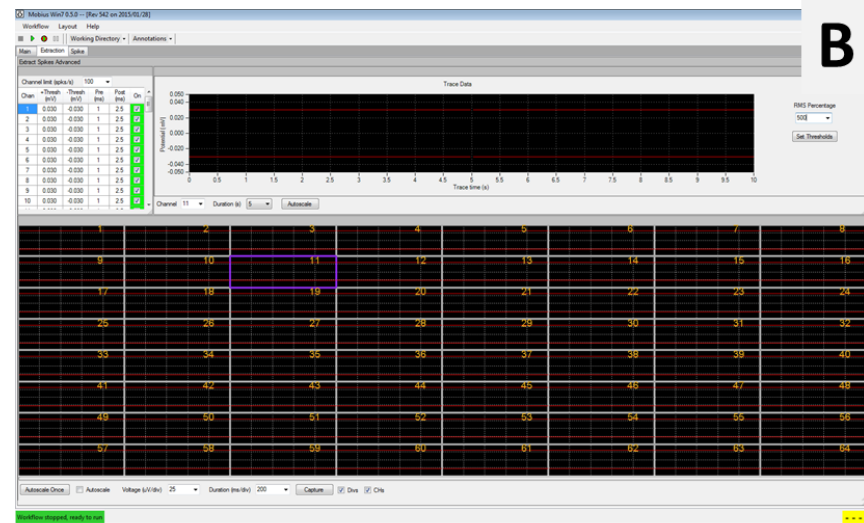 Mobius Win7 0.5.0 -- [Rev 542 on 2015/01/28]
B
Workflow Layout Help
Working Directory Annotations
Main Extraction Spike
Extract Spikes Advanced
Channel limit (spks/s) 100
Trace Data
Chan +Thresh (mV) -Thresh (mV) Pre (ms) Post (ms) On
1 0.030 -0.030 1 2.5
2 0.030 -0.030 1 2.5
3 0.030 -0.030 1 2.5
4 0.030 -0.030 1 2.5
5 0.030 -0.030 1 2.5
6 0.030 -0.030 1 2.5
7 0.030 -0.030 1 2.5
8 0.030 -0.030 1 2.5
9 0.030 -0.030 1 2.5
10 0.030 -0.030 1 2.5
Potential [mV]
0.050
0.040
0.020
0.000
-0.020
-0.040
-0.050
0 0.5 1 1.5 2 2.5 3 3.5 4 4.5 5 5.5 6 6.5 7 7.5 8 8.5 9 9.5 10
Trace time (s)
RMS Percentage
500
Set Thresholds
Channel 11 Duration (s) 5 Autoscale
1 2 3 4 5 6 7 8
9 10 11 12 13 14 15 16
17 18 19 20 21 22 23 24
25 26 27 28 29 30 31 32
33 34 35 36 37 38 39 40
41 42 43 44 45 46 47 48
49 50 51 52 53 54 55 56
57 58 59 60 61 62 63 64
Autoscale Once Autoscale Voltage (uV/div) 25 Duration (ms/div) 200 Capture Divs CHs
Workflow stopped, ready to run
---